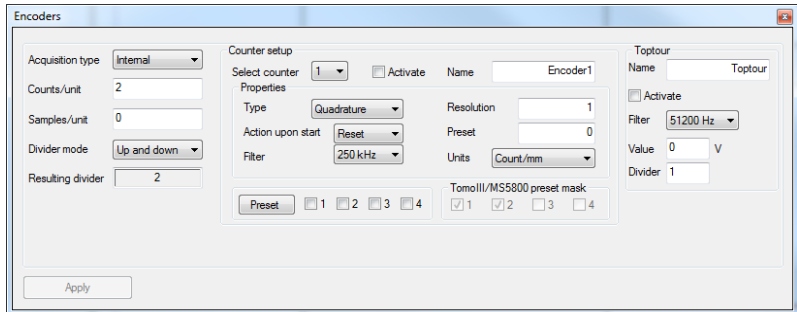 Encoders
Acquisition type Internal
Counts/unit 2
Samples/unit 0
Divider mode Up and down
Resulting divider 2
Counter setup
Select counter 1 Activate Name Encoder1
Properties
Type Quadrature Resolution 1
Action upon start Reset Preset 0
Filter 250 kHz Units Count/mm
Preset 1 2 3 4
TomoIII/MS5800 preset mask
1 2 3 4
Toptour
Name Toptour
Activate
Filter 51200 Hz
Value 0 V
Divider 1
Apply